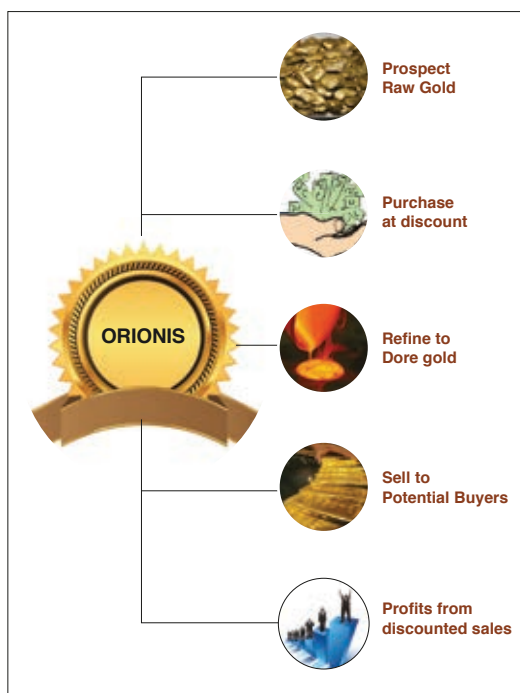 Prospect
Raw Gold
Purchase
at discount
ORIONIS
Refine to
Dore gold
Sell to
Potential Buyers
Profits from
discounted sales